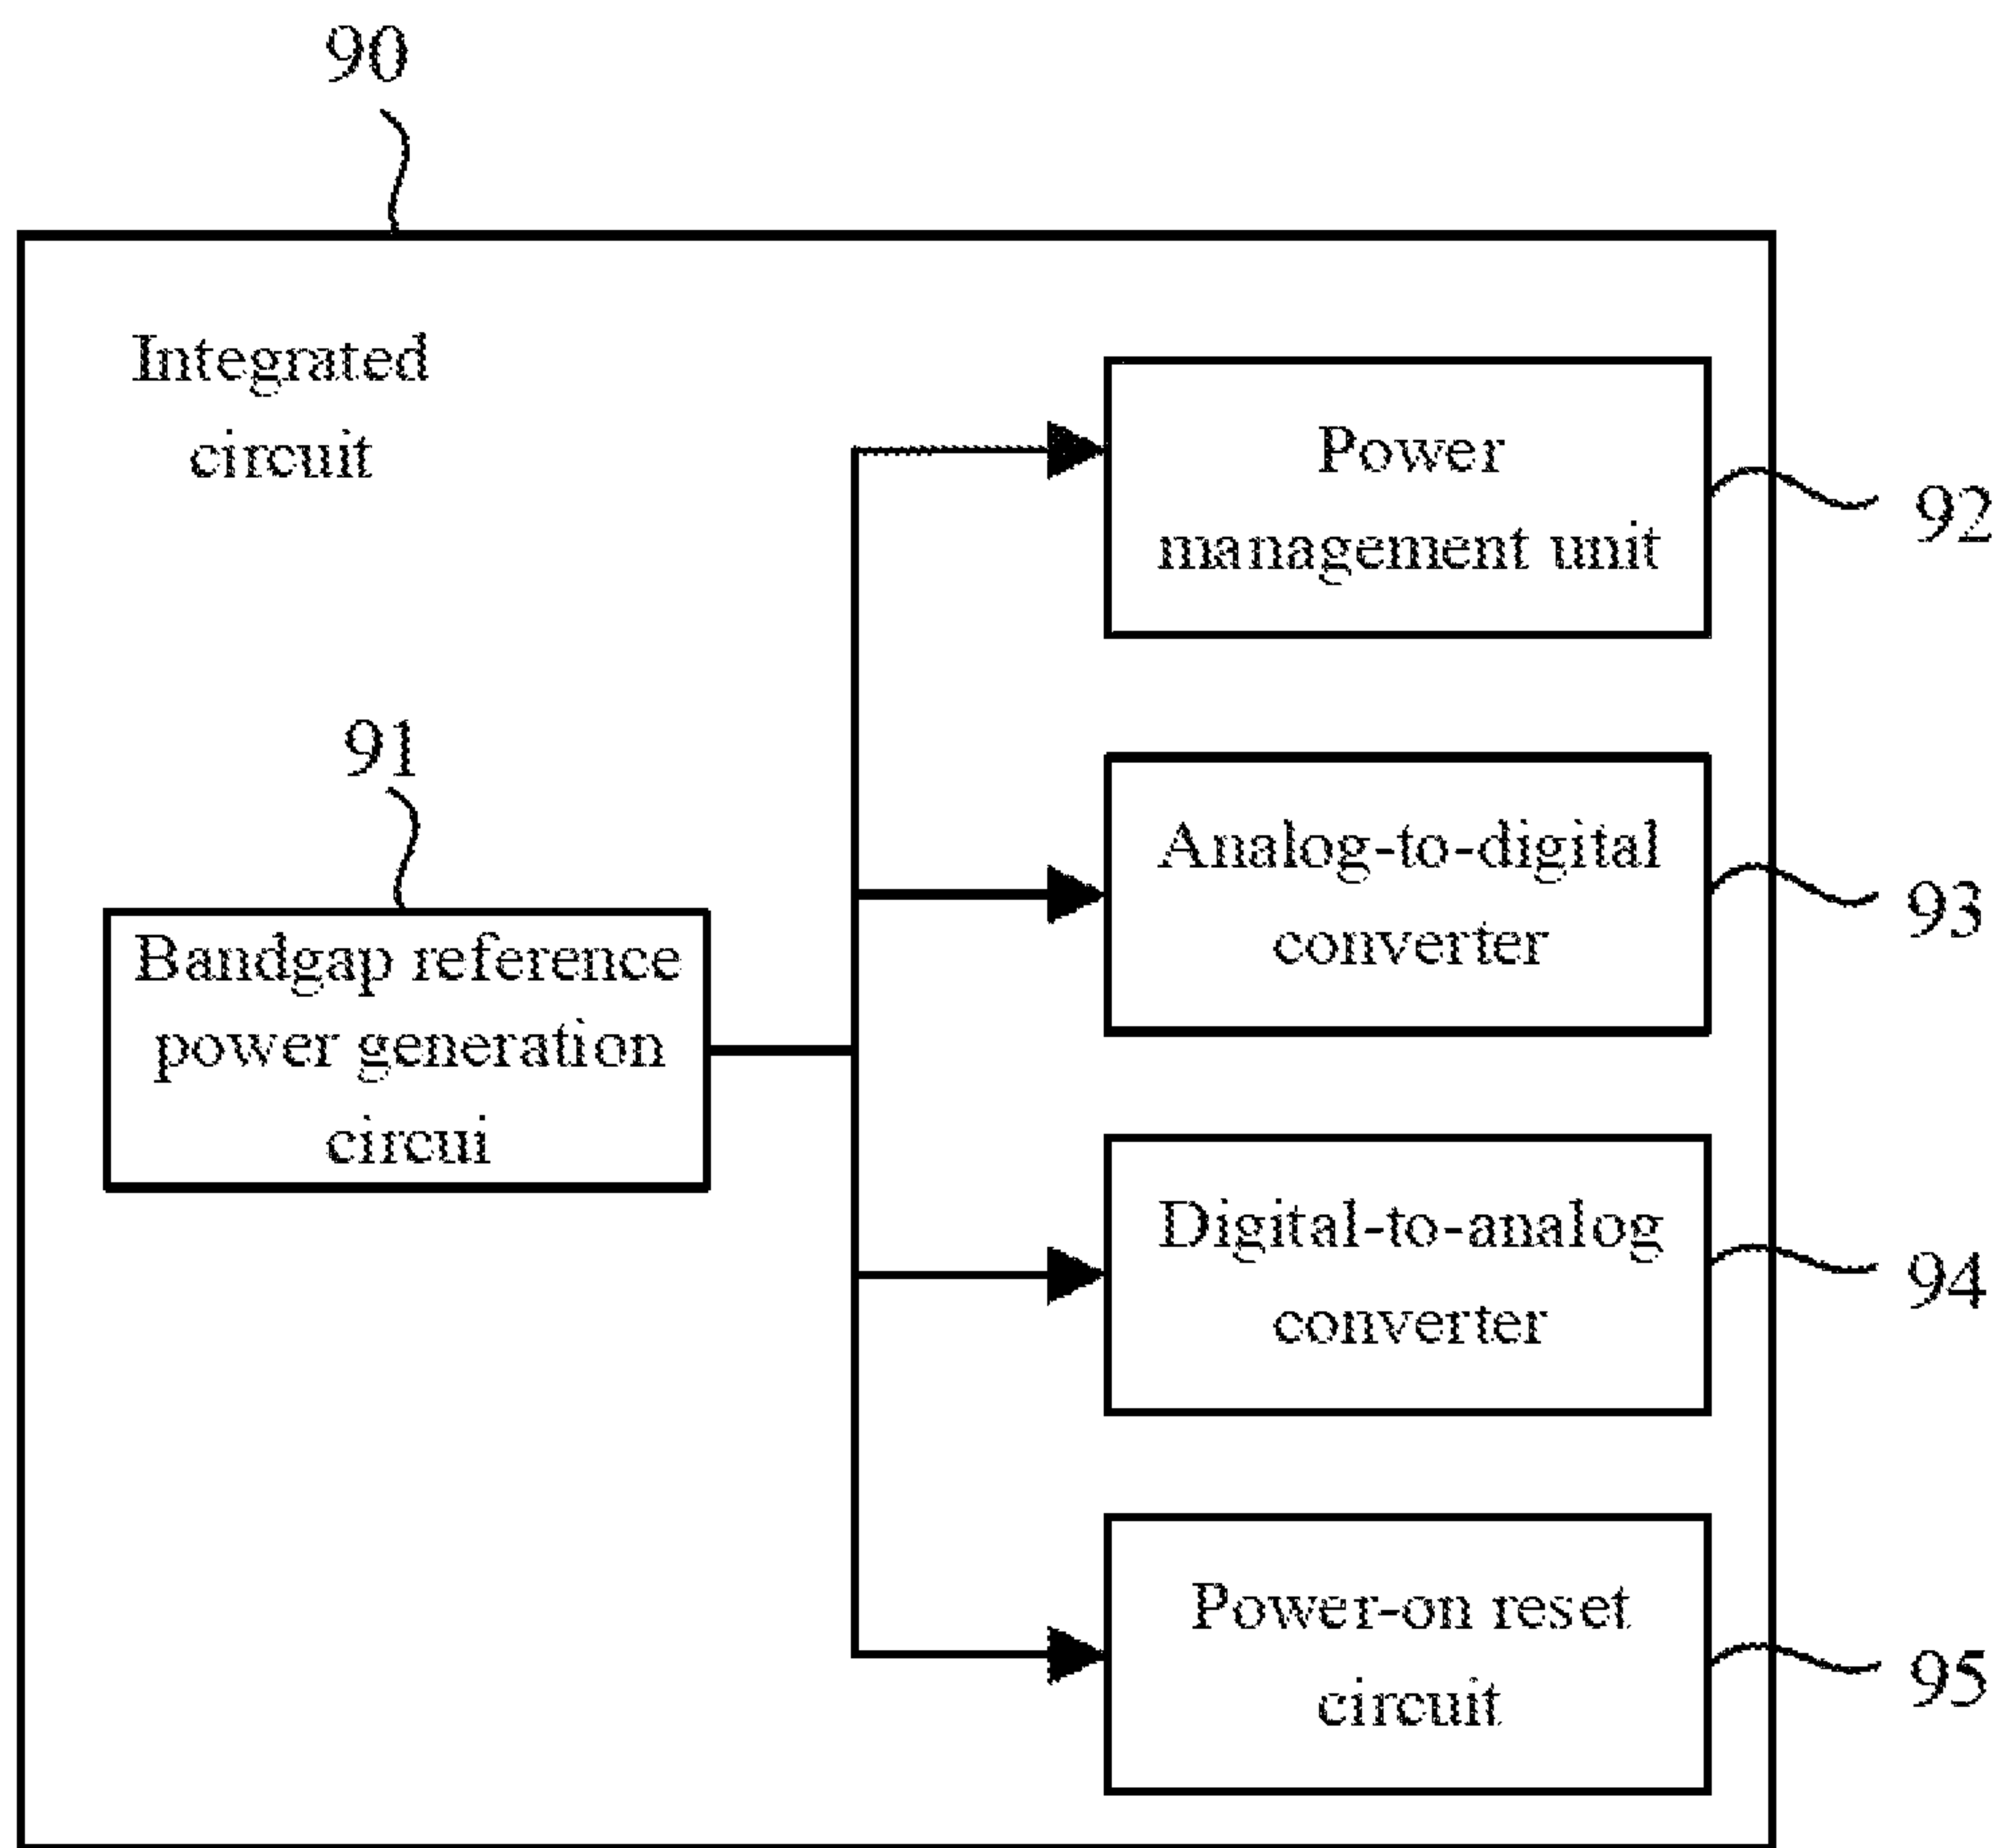 90
Integrated
circuit
Power
management unit
92
91
Analog-to-digital
converter
93
Bandgap reference
power generation
circui
Digital-to-analog
converter
94
Power-on reset
circuit
95